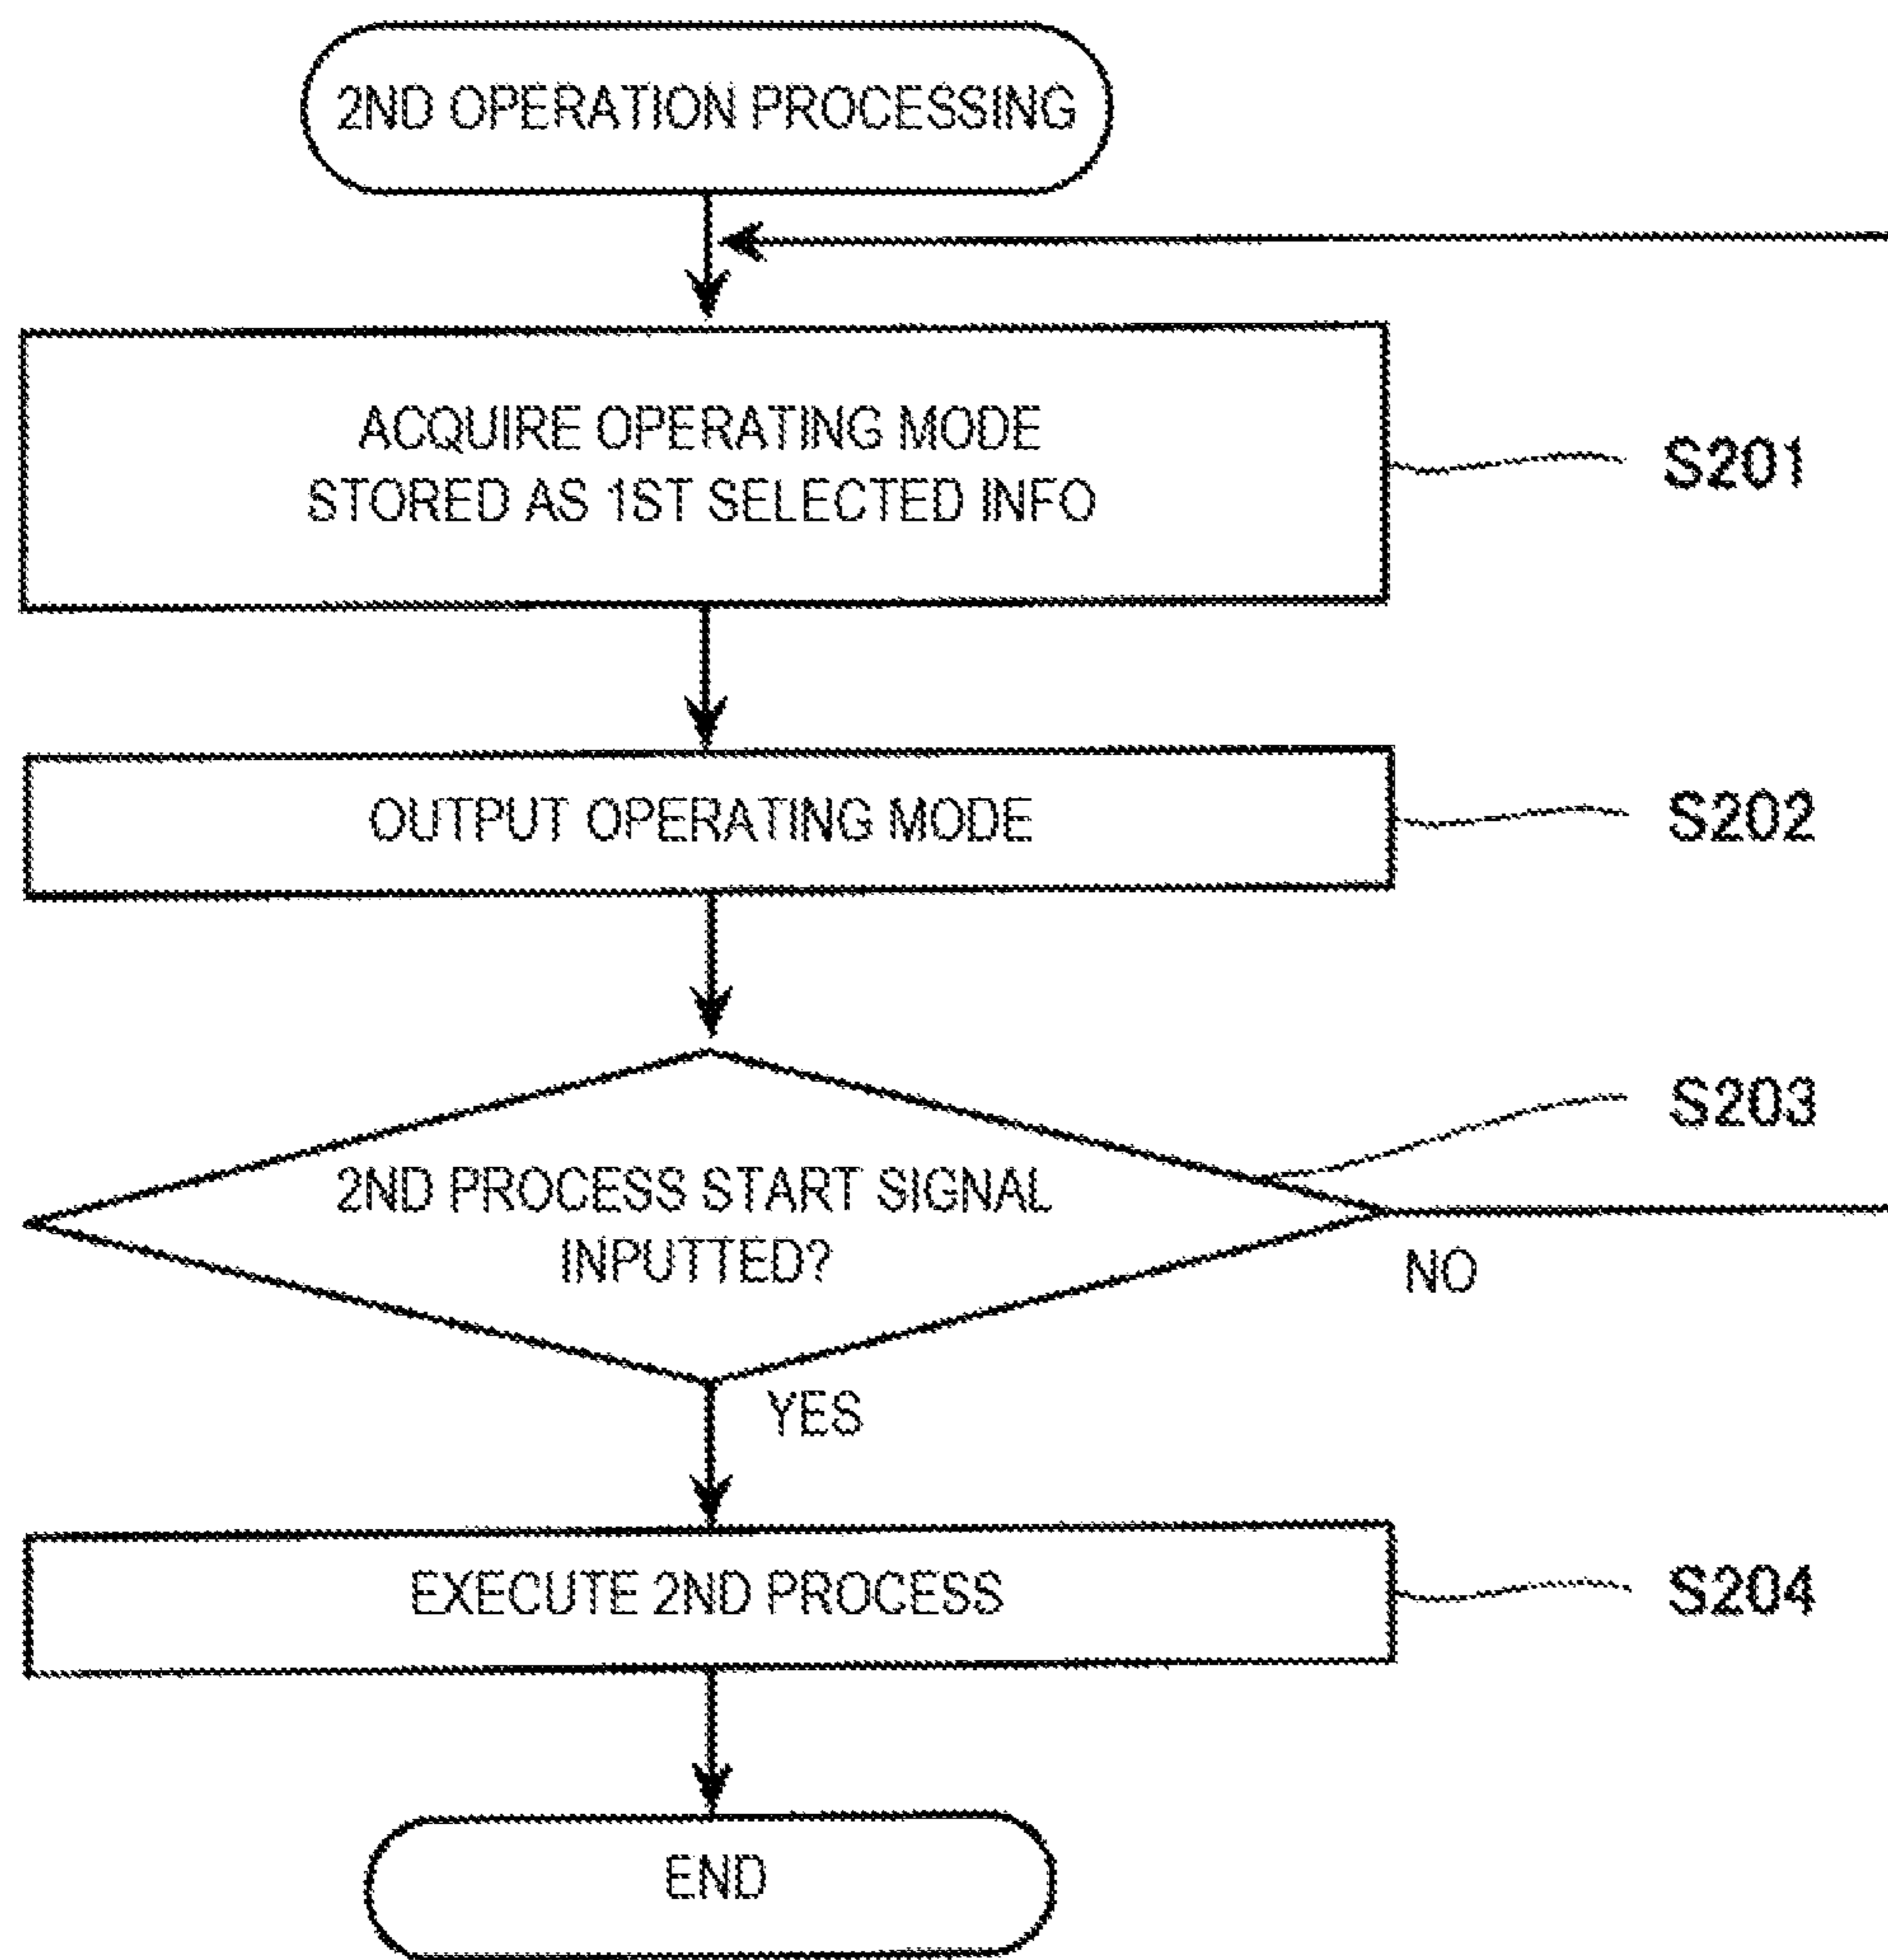 2ND OPERATION PROCESSING
ACQUIRE OPERATING MODE
STORED AS 1ST SELECTED INFO
S201
OUTPUT OPERATING MODE
S202
S203
2ND PROCESS START SIGNAL
INPUTTED?
NO
YES
EXECUTE 2ND PROCESS
S204
END